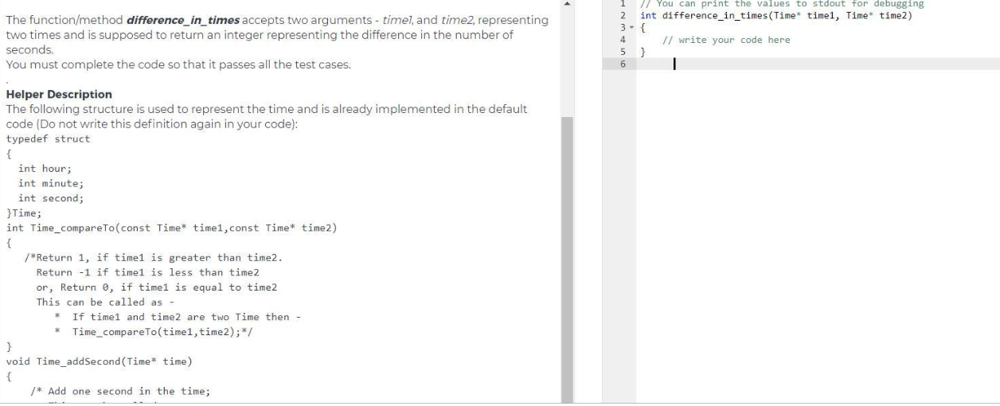 The function/method difference_in_times accepts two arguments - time1, and time2, representing
two times and is supposed to return an integer representing the difference in the number of
seconds.
You must complete the code so that it passes all the test cases.
.
Helper Description
The following structure is used to represent the time and is already implemented in the default
code (Do not write this definition again in your code):
typedef struct
{
int hour;
int minute;
int second;
}Time;
int Time_compareTo(const Time* time1,const Time* time2)
{
/*Return 1, if time1 is greater than time2.
Return -1 if time1 is less than time2
or, Return 0, if time1 is equal to time2
This can be called as -
* If time1 and time2 are two Time then -
* Time_compareTo(time1,time2);*/
}
void Time_addSecond(Time* time)
{
/* Add one second in the time;
1 // You can print the values to stdout for debugging
2 int difference_in_times(Time* time1, Time* time2)
3 {
4 // write your code here
5 }
6